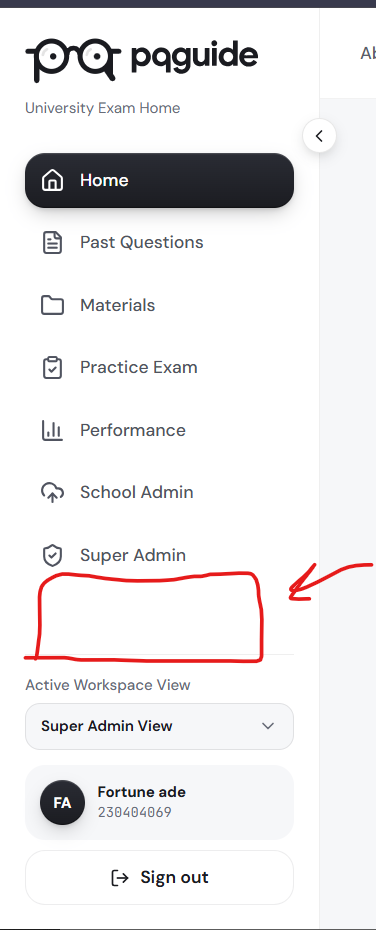 pqguide
Ab
University Exam Home
Home
Past Questions
Materials
Practice Exam
Performance
School Admin
Super Admin
Active Workspace View
Super Admin View
FA
Fortune ade
230404069
Sign out